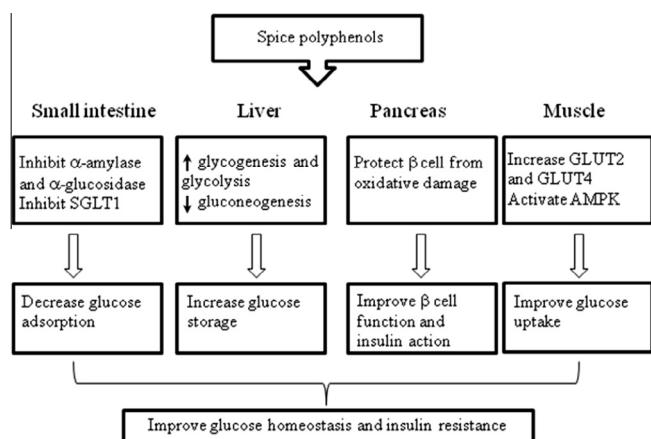 Spice polyphenols
Small intestine
Liver
Pancreas
Muscle
Inhibit α-amylase
and α-glucosidase
Inhibit SGLT1
↑ glycogenesis and
glycolysis
↓ gluconeogenesis
Protect β cell from
oxidative damage
Increase GLUT2
and GLUT4
Activate AMPK
Decrease glucose
adsorption
Increase glucose
storage
Improve β cell
function and
insulin action
Improve glucose
uptake
Improve glucose homeostasis and insulin resistance